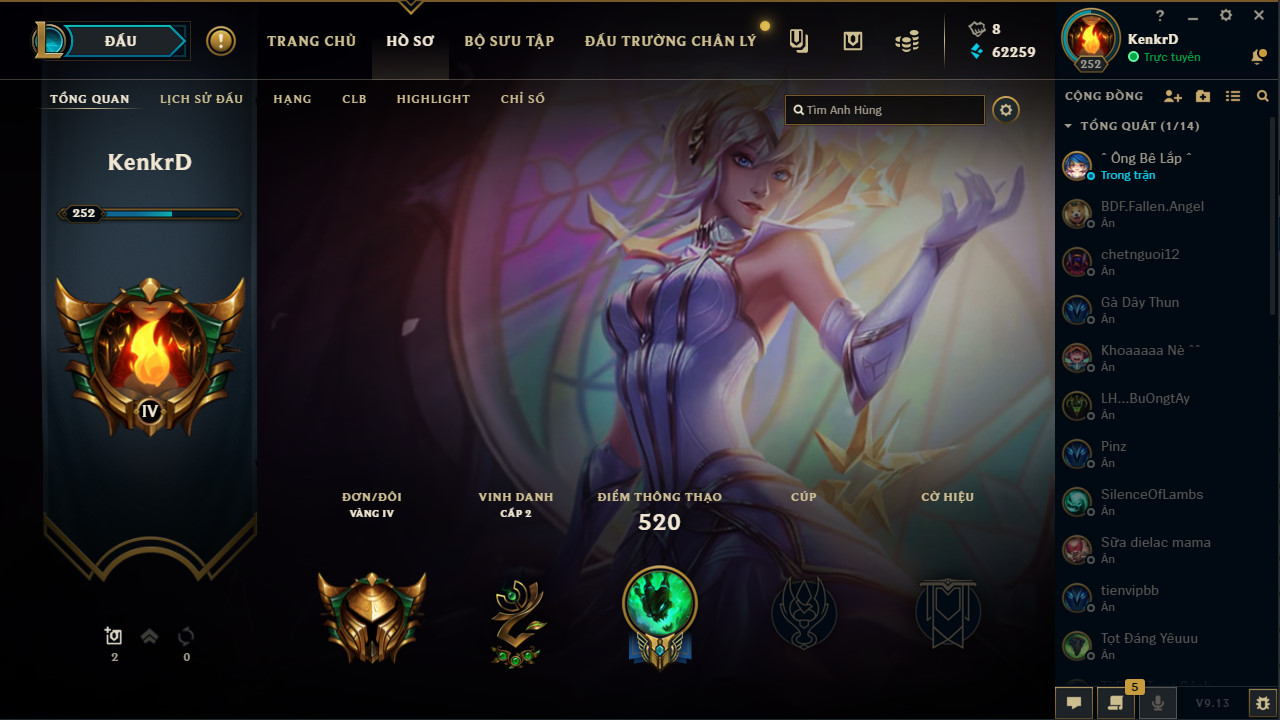 ĐẤU
TRANG CHỦ
HỒ SƠ
BỘ SƯU TẬP
ĐẤU TRƯỜNG CHÂN LÝ
8
62259
252
KenkrD
Trực tuyến
TỔNG QUAN
LỊCH SỬ ĐẤU
HẠNG
CLB
HIGHLIGHT
CHỈ SỐ
Tìm Anh Hùng
KenkrD
252
IV
ĐƠN/ĐÔI
VÀNG IV
VINH DANH
CẤP 2
ĐIỂM THÔNG THẠO
520
CÚP
CỜ HIỆU
2
0
CỘNG ĐỒNG
TỔNG QUÁT (1/14)
ˆ Ông Bê Lắp ˆ
Trong trận
BDF.Fallen.Angel
Ẩn
chetnguoi12
Ẩn
Gà Dây Thun
Ẩn
Khoaaaaa Nè ˆˆ
Ẩn
LH...BuOngtAy
Ẩn
Pinz
Ẩn
SilenceOfLambs
Ẩn
Sữa dielac mama
Ẩn
tienvipbb
Ẩn
Tọt Đáng Yêuuu
Ẩn
5
V9.13